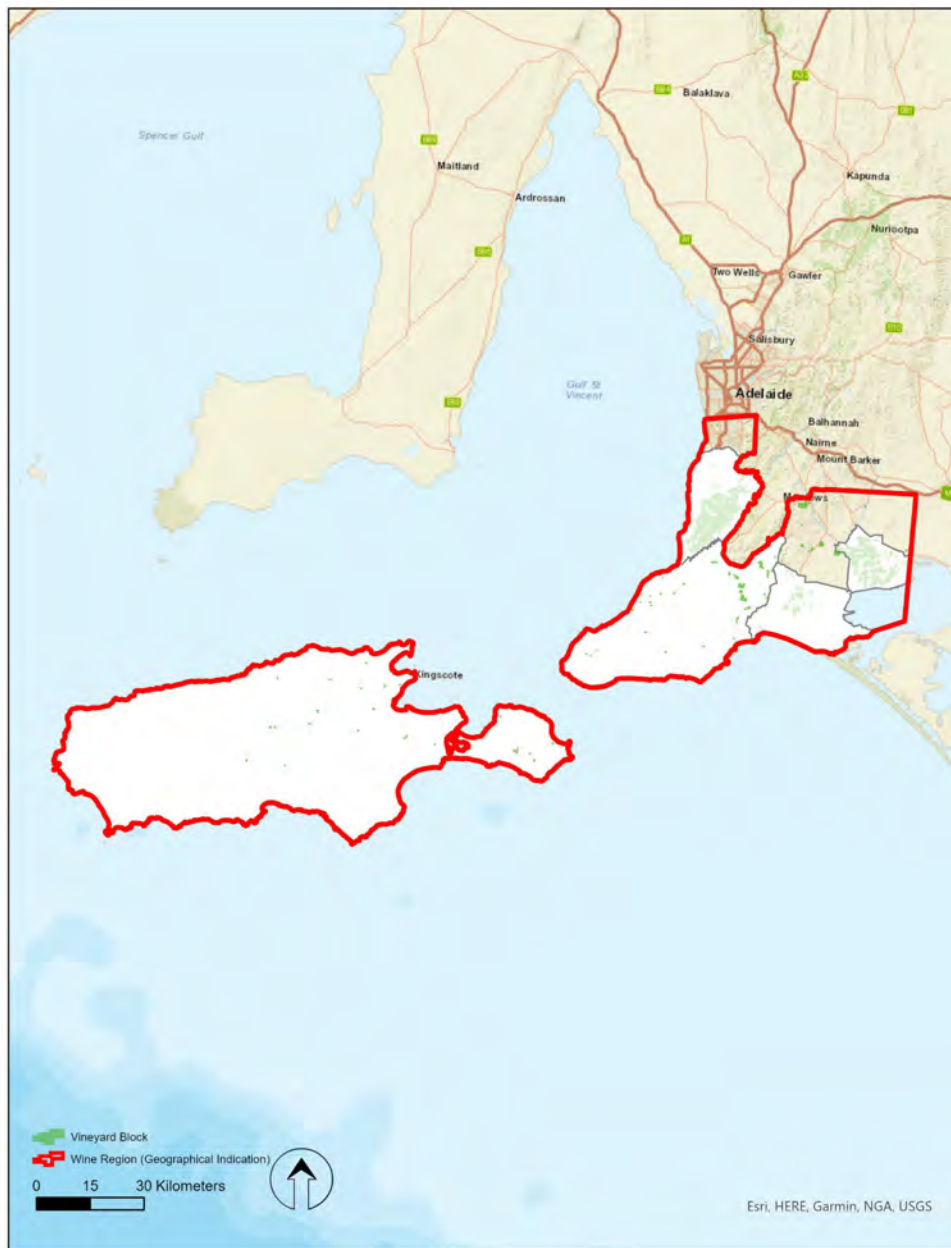 Balaklava
Spencer Gulf
Maitland
Kapunda
Ardrossan
Nuriootpa
A1
Two Wells
Gawler
Salisbury
Gulf St
Vincent
Adelaide
Balhannah
Nairne
Mount Barker
Kingscote
Vineyard Block
Wine Region (Geographical Indication)
0 15 30 Kilometers
Esri, HERE, Garmin, NGA, USGS